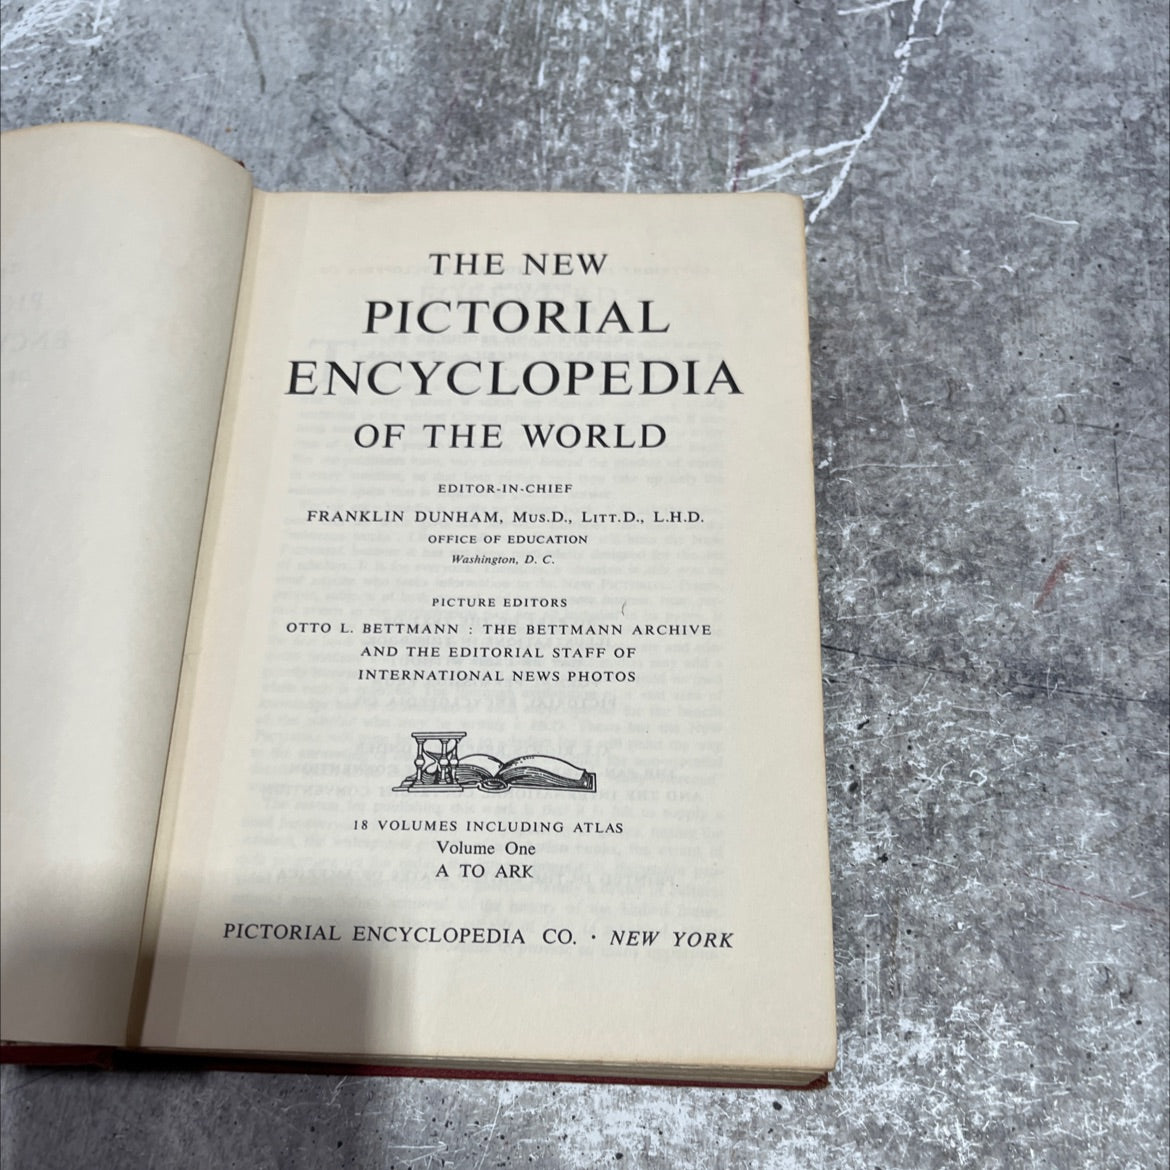 THE NEW
PICTORIAL
ENCYCLOPEDIA
OF THE WORLD
EDITOR-IN-CHIEF
FRANKLIN DUNHAM, Mus.D., Litt.D., L.H.D.
OFFICE OF EDUCATION
Washington, D. C.
PICTURE EDITORS
OTTO L. BETTMANN : THE BETTMANN ARCHIVE
AND THE EDITORIAL STAFF OF
INTERNATIONAL NEWS PHOTOS
18 VOLUMES INCLUDING ATLAS
Volume One
A TO ARK
PICTORIAL ENCYCLOPEDIA CO. · NEW YORK